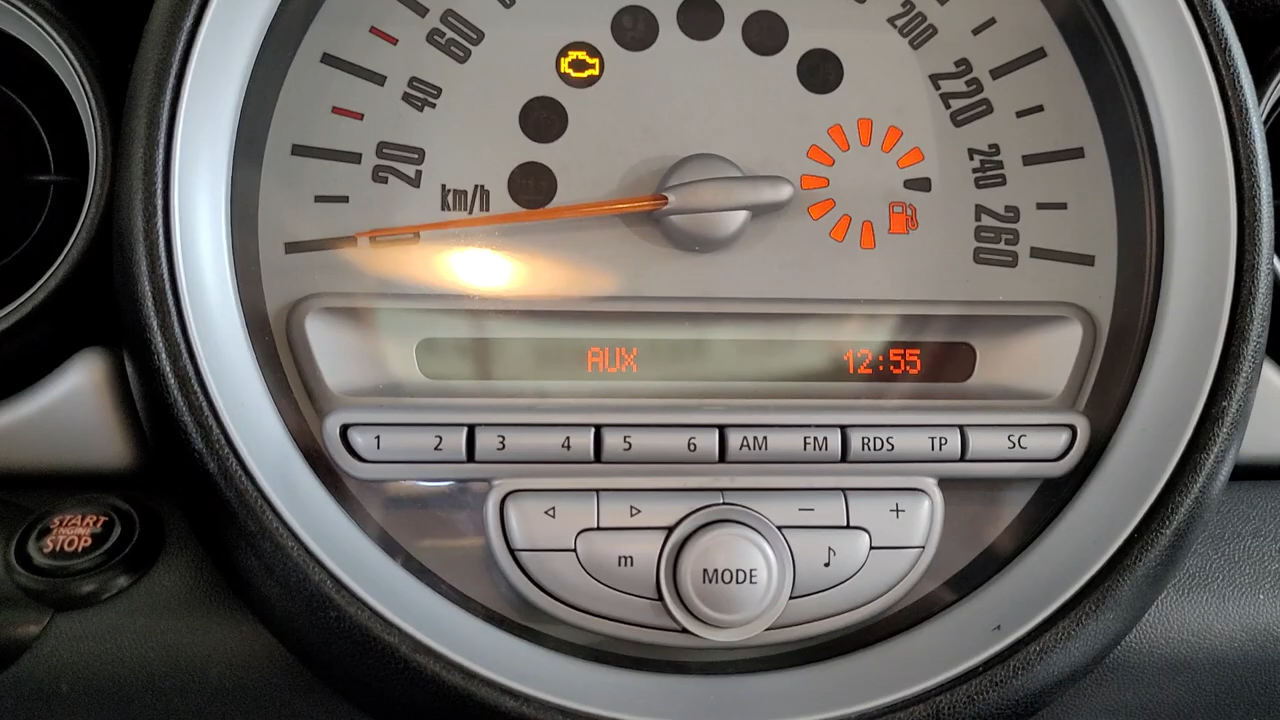 60
40
20
km/h
200
220
240
260
AUX 12:55
1 2 3 4 5 6 AM FM RDS TP SC
START
ENGINE
STOP
− +
m
MODE